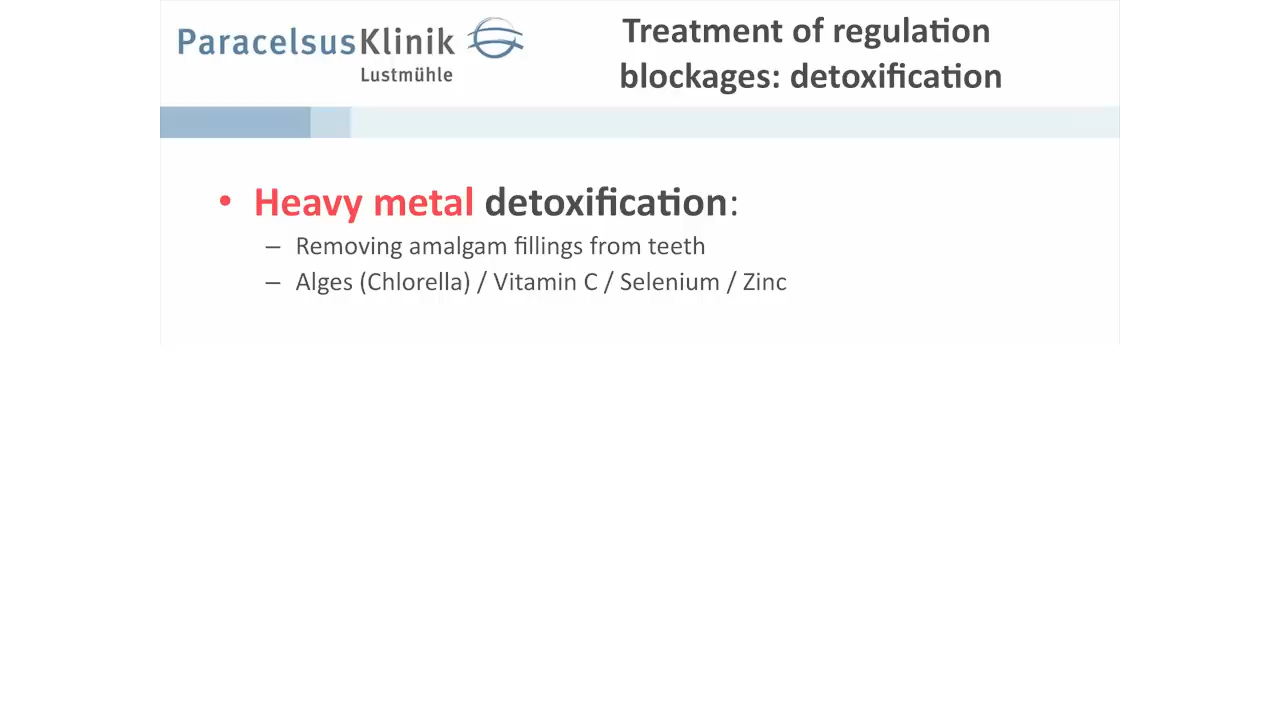 ParacelsusKlinik
Lustmühle
Treatment of regulation
blockages: detoxification
• Heavy metal detoxification:
– Removing amalgam fillings from teeth
– Alges (Chlorella) / Vitamin C / Selenium / Zinc